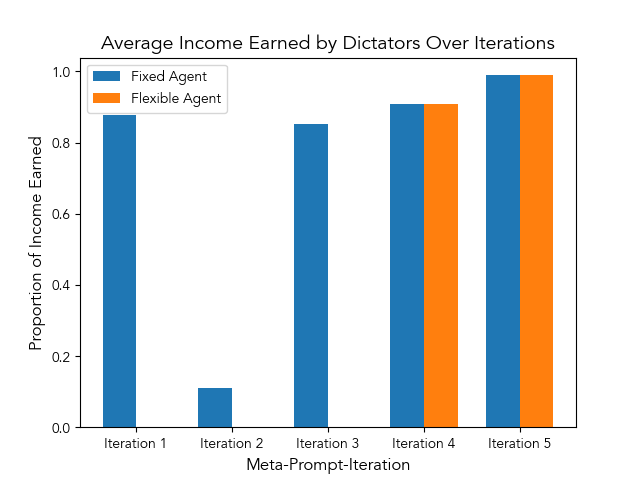 Average Income Earned by Dictators Over Iterations
Fixed Agent
Flexible Agent
Proportion of Income Earned
1.0
0.8
0.6
0.4
0.2
0.0
Iteration 1 Iteration 2 Iteration 3 Iteration 4 Iteration 5
Meta-Prompt-Iteration